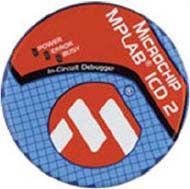 POWER
ERROR
BUSY
MICROCHIP
MPLAB® ICD 2
In-Circuit Debugger